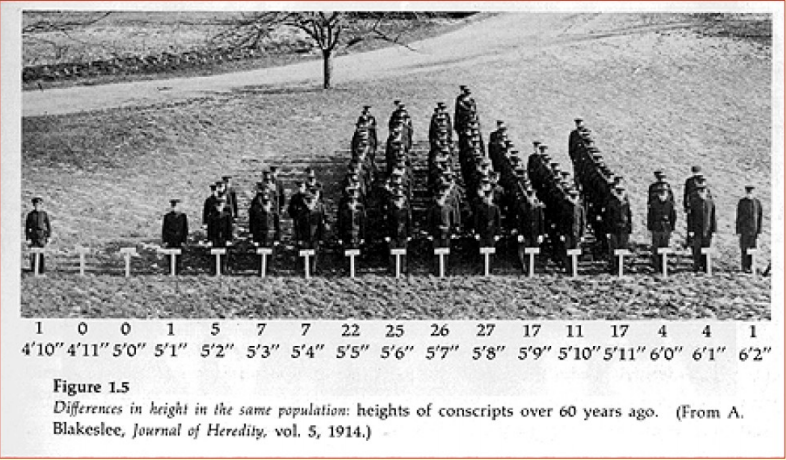 1 0 0 1 5 7 7 22 25 26 27 17 11 17 4 4 1
4'10" 4'11" 5'0" 5'1" 5'2" 5'3" 5'4" 5'5" 5'6" 5'7" 5'8" 5'9" 5'10" 5'11" 6'0" 6'1" 6'2"
Figure 1.5
Differences in height in the same population: heights of conscripts over 60 years ago. (From A.
Blakeslee, Journal of Heredity, vol. 5, 1914.)